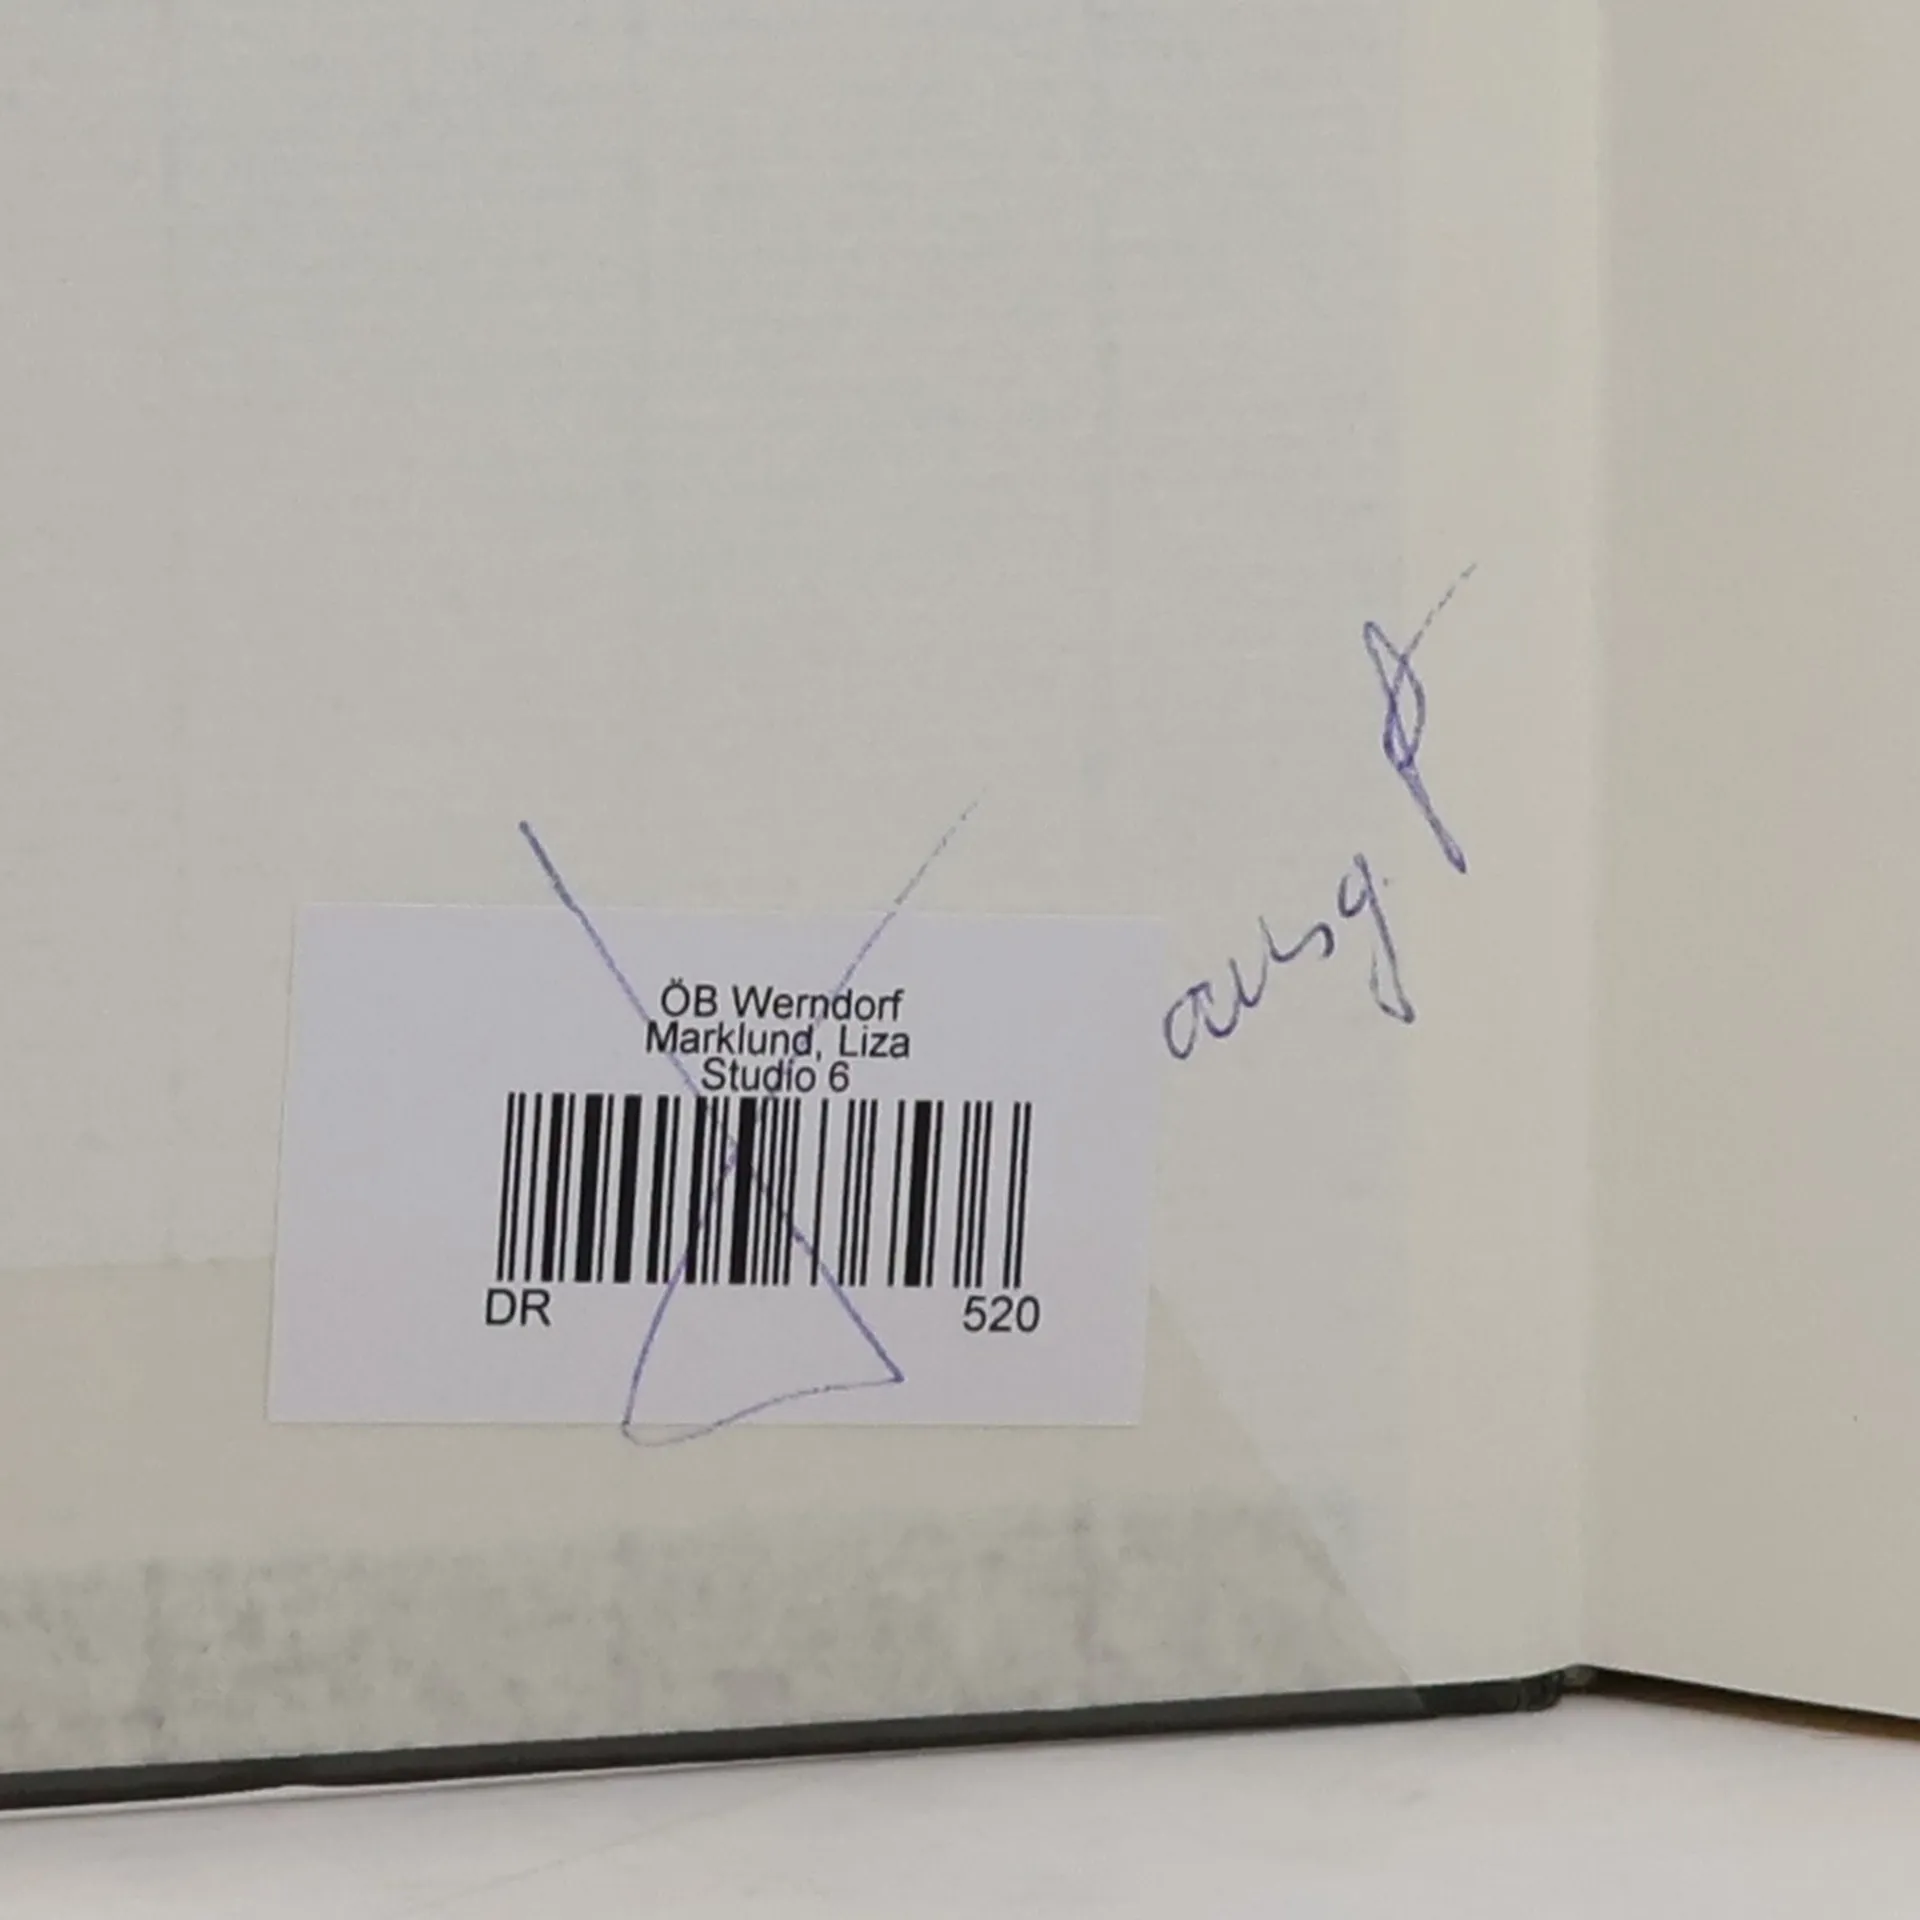 ÖB Werndorf
Marklund, Liza
Studio 6
DR 520
ausg.